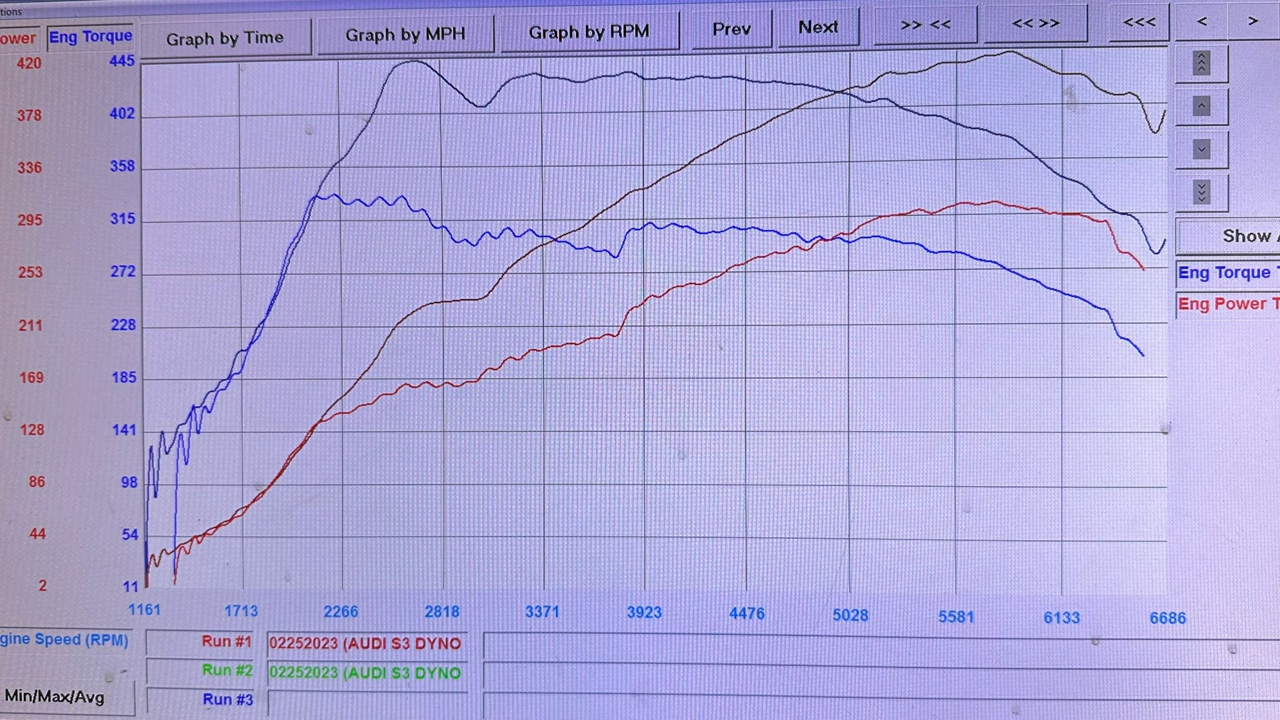 tions
ower Eng Torque Graph by Time Graph by MPH Graph by RPM Prev Next >> << << >> <<< < >
420 445
378 402
336 358
295 315
253 272
211 228
169 185
128 141
86 98
44 54
2 11
Show
Eng Torque
Eng Power T
1161 1713 2266 2818 3371 3923 4476 5028 5581 6133 6686
gine Speed (RPM) Run #1 02252023 (AUDI S3 DYNO
Run #2 02252023 (AUDI S3 DYNO
Min/Max/Avg Run #3